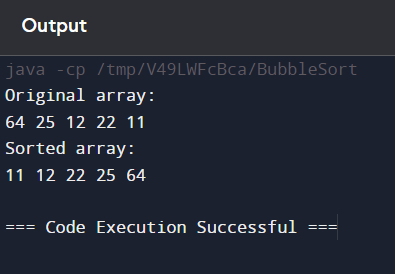 Output
java -cp /tmp/V49LWFcBca/BubbleSort
Original array:
64 25 12 22 11
Sorted array:
11 12 22 25 64
=== Code Execution Successful ===